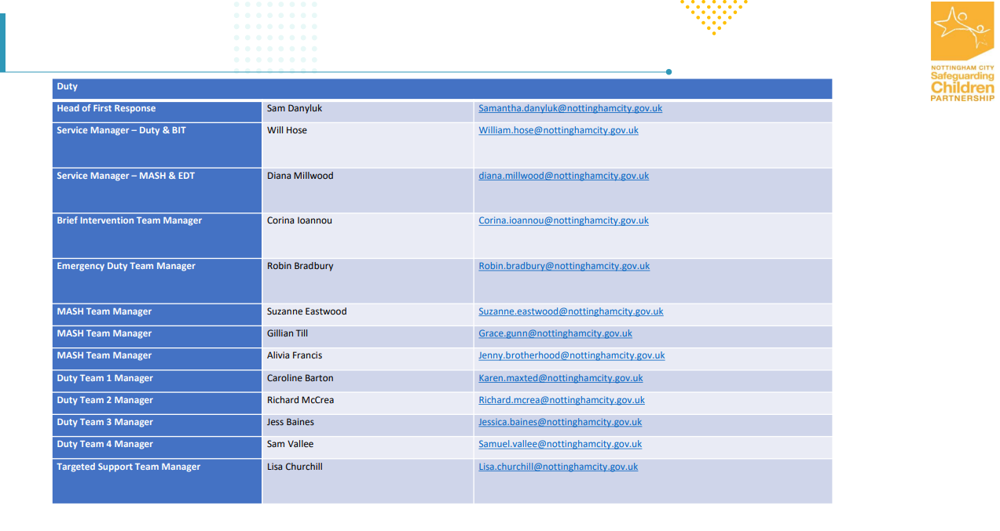 NOTTINGHAM CITY
Safeguarding
Children
PARTNERSHIP
Duty
Head of First Response Sam Danyluk Samantha.danyluk@nottinghamcity.gov.uk
Service Manager – Duty & BIT Will Hose William.hose@nottinghamcity.gov.uk
Service Manager – MASH & EDT Diana Millwood diana.millwood@nottinghamcity.gov.uk
Brief Intervention Team Manager Corina Ioannou Corina.ioannou@nottinghamcity.gov.uk
Emergency Duty Team Manager Robin Bradbury Robin.bradbury@nottinghamcity.gov.uk
MASH Team Manager Suzanne Eastwood Suzanne.eastwood@nottinghamcity.gov.uk
MASH Team Manager Gillian Till Grace.gunn@nottinghamcity.gov.uk
MASH Team Manager Alivia Francis Jenny.brotherhood@nottinghamcity.gov.uk
Duty Team 1 Manager Caroline Barton Karen.maxted@nottinghamcity.gov.uk
Duty Team 2 Manager Richard McCrea Richard.mcrea@nottinghamcity.gov.uk
Duty Team 3 Manager Jess Baines Jessica.baines@nottinghamcity.gov.uk
Duty Team 4 Manager Sam Vallee Samuel.vallee@nottinghamcity.gov.uk
Targeted Support Team Manager Lisa Churchill Lisa.churchill@nottinghamcity.gov.uk